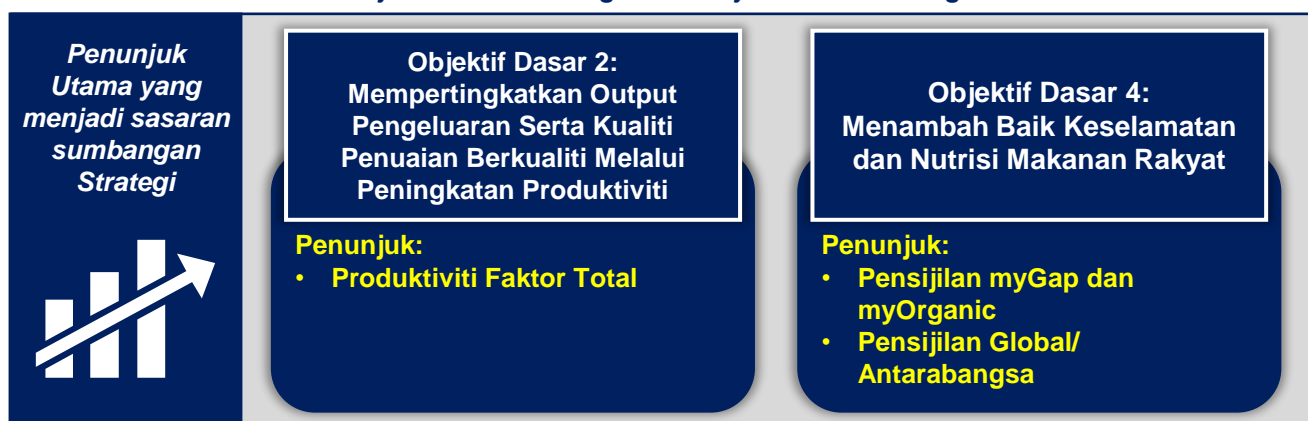 Penunjuk
Utama yang
menjadi sasaran
sumbangan
Strategi
Objektif Dasar 2:
Mempertingkatkan Output
Pengeluaran Serta Kualiti
Penuaian Berkualiti Melalui
Peningkatan Produktiviti
Penunjuk:
• Produktiviti Faktor Total
Objektif Dasar 4:
Menambah Baik Keselamatan
dan Nutrisi Makanan Rakyat
Penunjuk:
• Pensijilan myGap dan
myOrganic
• Pensijilan Global/
Antarabangsa